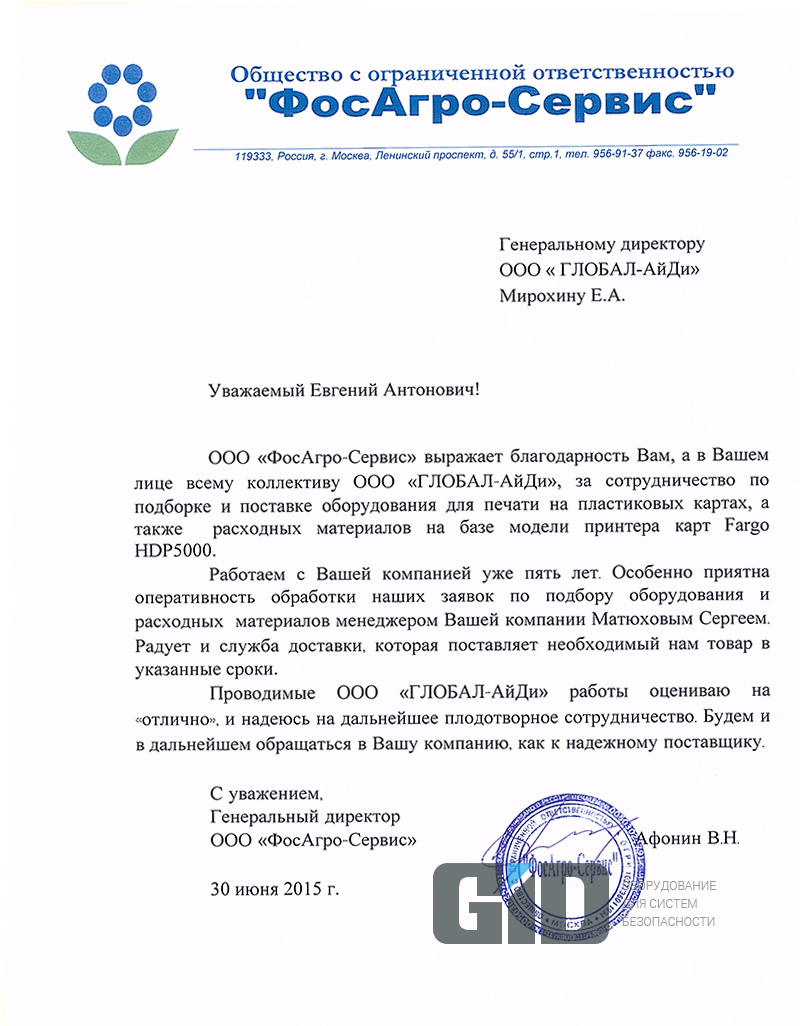 Общество с ограниченной ответственностью
"ФосАгро-Сервис"
119333, Россия, г. Москва, Ленинский проспект, д. 55/1, стр.1, тел. 956-91-37 факс. 956-19-02
Генеральному директору
ООО « ГЛОБАЛ-АйДи»
Мирохину Е.А.
Уважаемый Евгений Антонович!
ООО «ФосАгро-Сервис» выражает благодарность Вам, а в Вашем
лице всему коллективу ООО «ГЛОБАЛ-АйДи», за сотрудничество по
подборке и поставке оборудования для печати на пластиковых картах, а
также расходных материалов на базе модели принтера карт Fargo
HDP5000.
Работаем с Вашей компанией уже пять лет. Особенно приятна
оперативность обработки наших заявок по подбору оборудования и
расходных материалов менеджером Вашей компании Матюховым Сергеем.
Радует и служба доставки, которая поставляет необходимый нам товар в
указанные сроки.
Проводимые ООО «ГЛОБАЛ-АйДи» работы оцениваю на
«отлично», и надеюсь на дальнейшее плодотворное сотрудничество. Будем и
в дальнейшем обращаться в Вашу компанию, как к надежному поставщику.
С уважением,
Генеральный директор
ООО «ФосАгро-Сервис»
Афонин В.Н.
30 июня 2015 г.
"ФосАгро-Сервис"
МОСКВА
GID
ОБОРУДОВАНИЕ
ДЛЯ СИСТЕМ
БЕЗОПАСНОСТИ